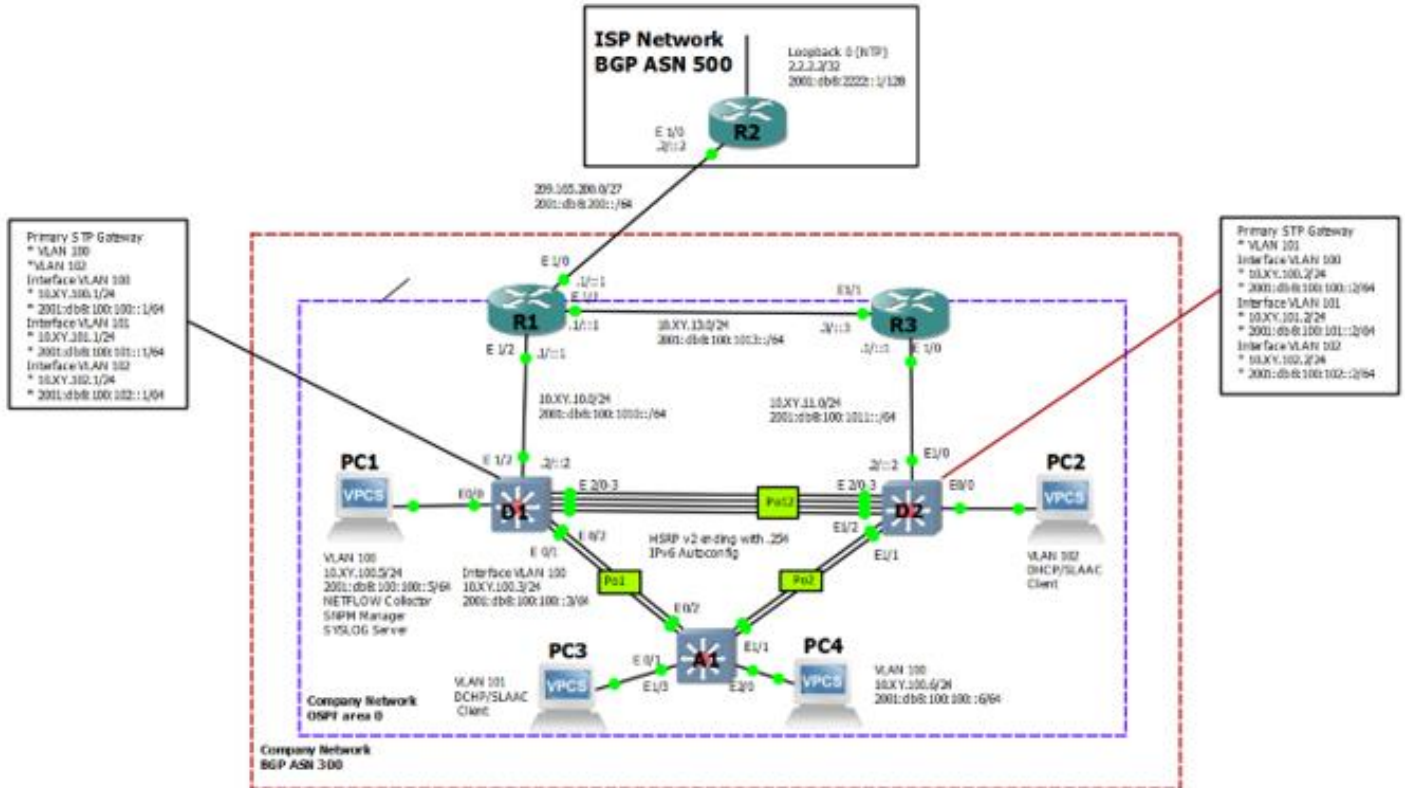 ISP Network
BGP ASN 500
Loopback 0 (NTP)
2.2.2.2/32
2001:db8:2222::1/128
R2
E 1/0
.2/::2
209.165.200.0/27
2001:db8:200::/64
Primary STP Gateway
* VLAN 100
*VLAN 102
Interface VLAN 100
* 10.XY.100.1/24
* 2001:db8:100:100::1/64
Interface VLAN 101
* 10.XY.101.1/24
* 2001:db8:100:101::1/64
Interface VLAN 102
* 10.XY.102.1/24
* 2001:db8:100:102::1/64
Primary STP Gateway
* VLAN 101
Interface VLAN 100
* 10.XY.100.2/24
* 2001:db8:100:100::2/64
Interface VLAN 101
* 10.XY.101.2/24
* 2001:db8:100:101::2/64
Interface VLAN 102
* 10.XY.102.2/24
* 2001:db8:100:102::2/64
E 1/0
.1/::1
E 1/1
R1
.1/::1
E1/1
R3
10.XY.13.0/24
.3/::3
2001:db8:100:1013::/64
E 1/2
.1/::1
.1/::1
E 1/0
10.XY.10.0/24
2001:db8:100:1010::/64
10.XY.11.0/24
2001:db8:100:1011::/64
PC1
VPCS
E 1/2
.2/::2
E0/0
D1
E 2/0-3
Po12
E 2/0-3
.2/::2
E1/0
D2
E0/0
PC2
VPCS
E 0/2
E 0/1
HSRP v2 ending with .254
IPv6 Autoconfig
E1/2
E1/1
VLAN 102
DHCP/SLAAC
Client
VLAN 100
10.XY.100.5/24
2001:db8:100:100::5/64
NETFLOW Collector
SNPM Manager
SYSLOG Server
Interface VLAN 100
10.XY.100.3/24
2001:db8:100:100::3/64
Po1
Po2
E0/2
E 0/1
A1
E1/1
PC3
VPCS
E1/3
E2/0
PC4
VPCS
VLAN 101
DCHP/SLAAC
Client
VLAN 100
10.XY.100.6/24
2001:db8:100:100::6/64
Company Network
OSPF area 0
Company Network
BGP ASN 300